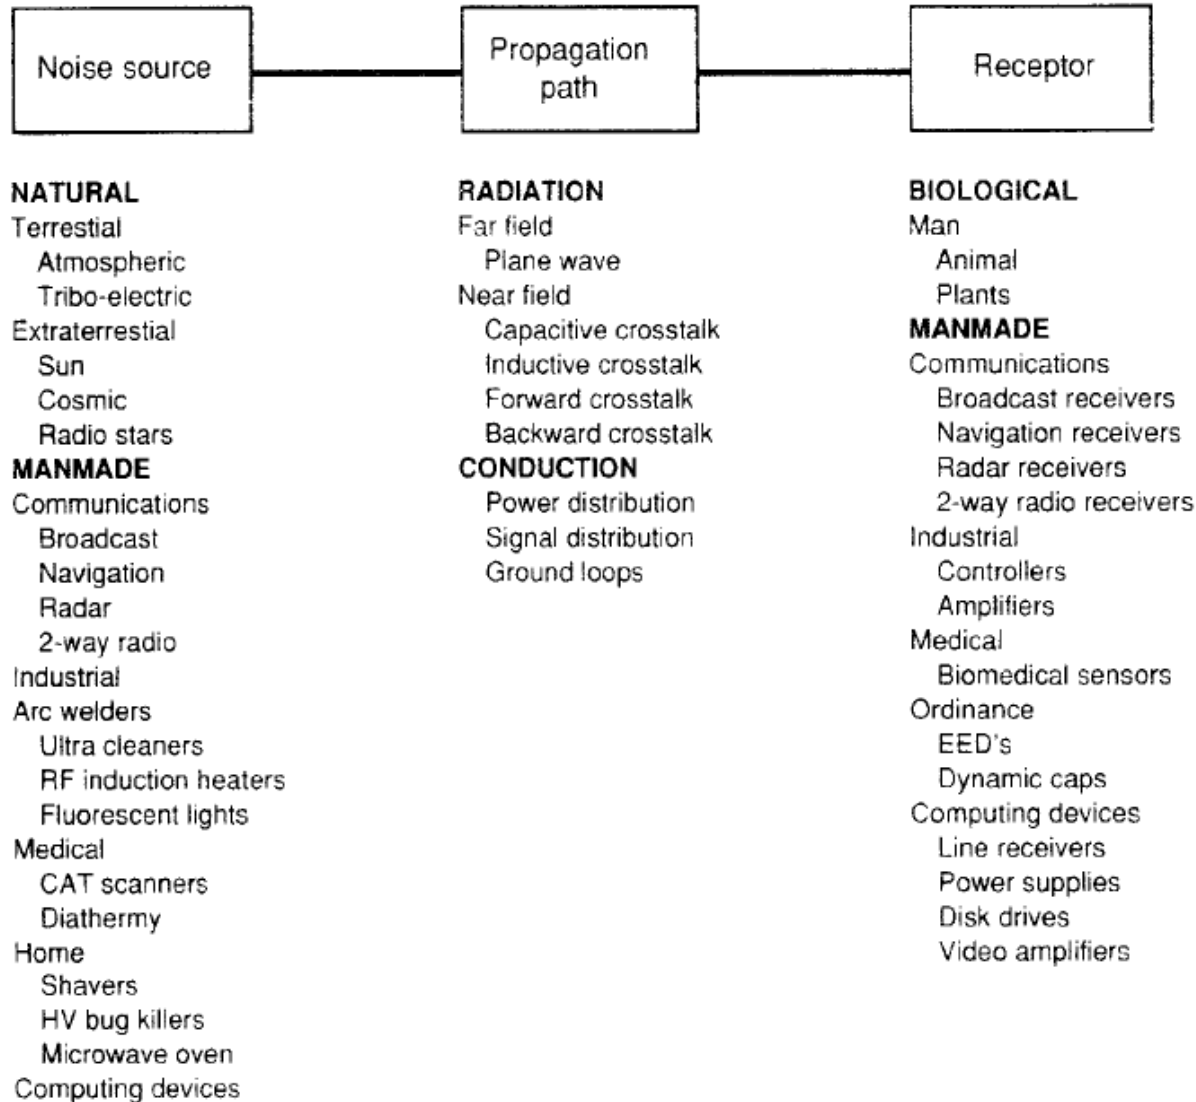 Noise source
Propagation
path
Receptor
NATURAL
Terrestial
Atmospheric
Tribo-electric
Extraterrestial
Sun
Cosmic
Radio stars
MANMADE
Communications
Broadcast
Navigation
Radar
2-way radio
Industrial
Arc welders
Ultra cleaners
RF induction heaters
Fluorescent lights
Medical
CAT scanners
Diathermy
Home
Shavers
HV bug killers
Microwave oven
Computing devices
RADIATION
Far field
Plane wave
Near field
Capacitive crosstalk
Inductive crosstalk
Forward crosstalk
Backward crosstalk
CONDUCTION
Power distribution
Signal distribution
Ground loops
BIOLOGICAL
Man
Animal
Plants
MANMADE
Communications
Broadcast receivers
Navigation receivers
Radar receivers
2-way radio receivers
Industrial
Controllers
Amplifiers
Medical
Biomedical sensors
Ordinance
EED's
Dynamic caps
Computing devices
Line receivers
Power supplies
Disk drives
Video amplifiers